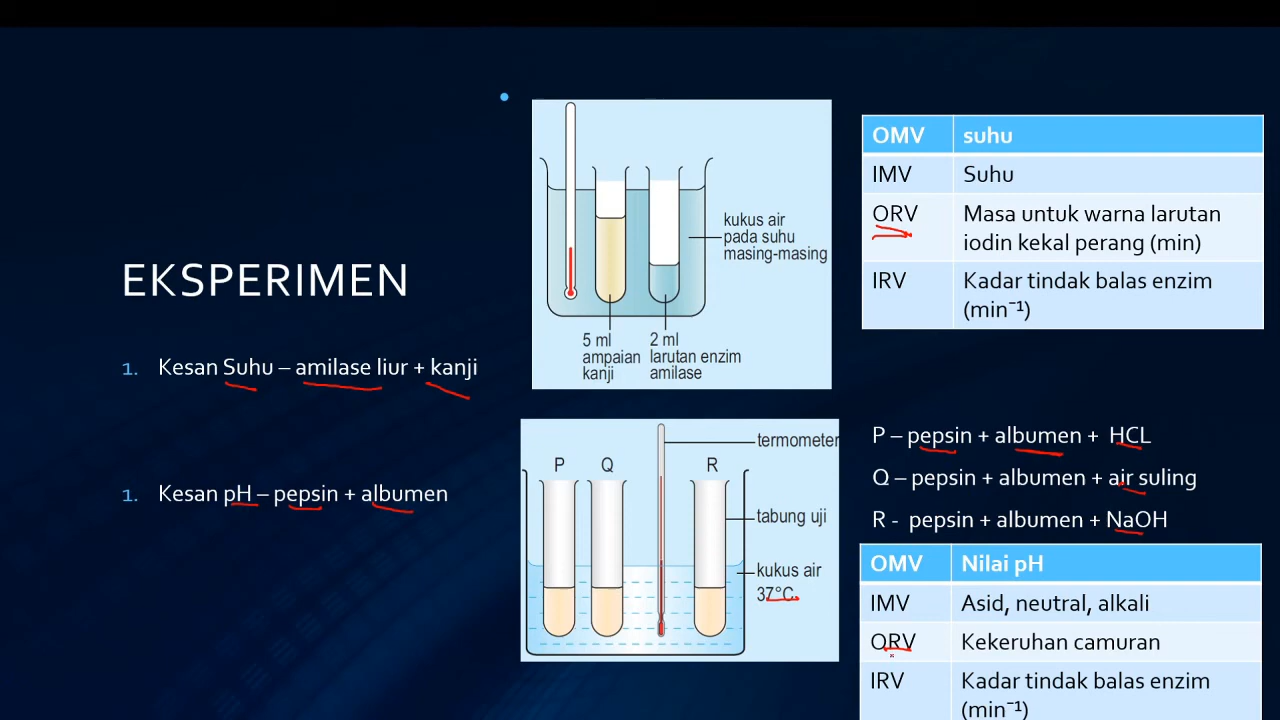 EKSPERIMEN
1. Kesan Suhu – amilase liur + kanji
1. Kesan pH – pepsin + albumen
kukus air
pada suhu
masing-masing
5 ml
ampaian
kanji
2 ml
larutan enzim
amilase
OMV suhu
IMV Suhu
ORV Masa untuk warna larutan
iodin kekal perang (min)
IRV Kadar tindak balas enzim
(min⁻¹)
termometer
P Q R
tabung uji
kukus air
37°C
P – pepsin + albumen + HCL
Q – pepsin + albumen + air suling
R - pepsin + albumen + NaOH
OMV Nilai pH
IMV Asid, neutral, alkali
ORV Kekeruhan camuran
IRV Kadar tindak balas enzim
(min⁻¹)